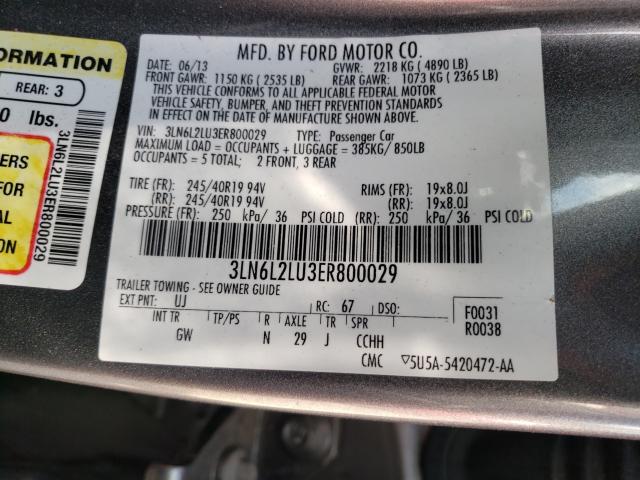 MFD. BY FORD MOTOR CO.
DATE: 06/13 GVWR: 2218 KG (4890 LB)
FRONT GAWR: 1150 KG (2535 LB) REAR GAWR: 1073 KG (2365 LB)
THIS VEHICLE CONFORMS TO ALL APPLICABLE FEDERAL MOTOR
VEHICLE SAFETY, BUMPER, AND THEFT PREVENTION STANDARDS
IN EFFECT ON THE DATE OF MANUFACTURE SHOWN ABOVE.
VIN: 3LN6L2LU3ER800029 TYPE: Passenger Car
MAXIMUM LOAD = OCCUPANTS + LUGGAGE = 385KG/ 850LB
OCCUPANTS = 5 TOTAL; 2 FRONT, 3 REAR
TIRE (FR): 245/40R19 94V RIMS (FR): 19x8.0J
(RR): 245/40R19 94V (RR): 19x8.0J
PRESSURE (FR): 250 kPa/ 36 PSI COLD (RR): 250 kPa/ 36 PSI COLD
3LN6L2LU3ER800029
TRAILER TOWING - SEE OWNER GUIDE
EXT PNT: UJ RC: 67 DSO:
F0031
R0038
INT TR TP/PS R AXLE TR SPR
GW N 29 J CCHH
CMC ▽5U5A-5420472-AA
FORMATION
REAR: 3
0 lbs.
ERS
FOR
AL
ION
3LN6L2LU3ER800029